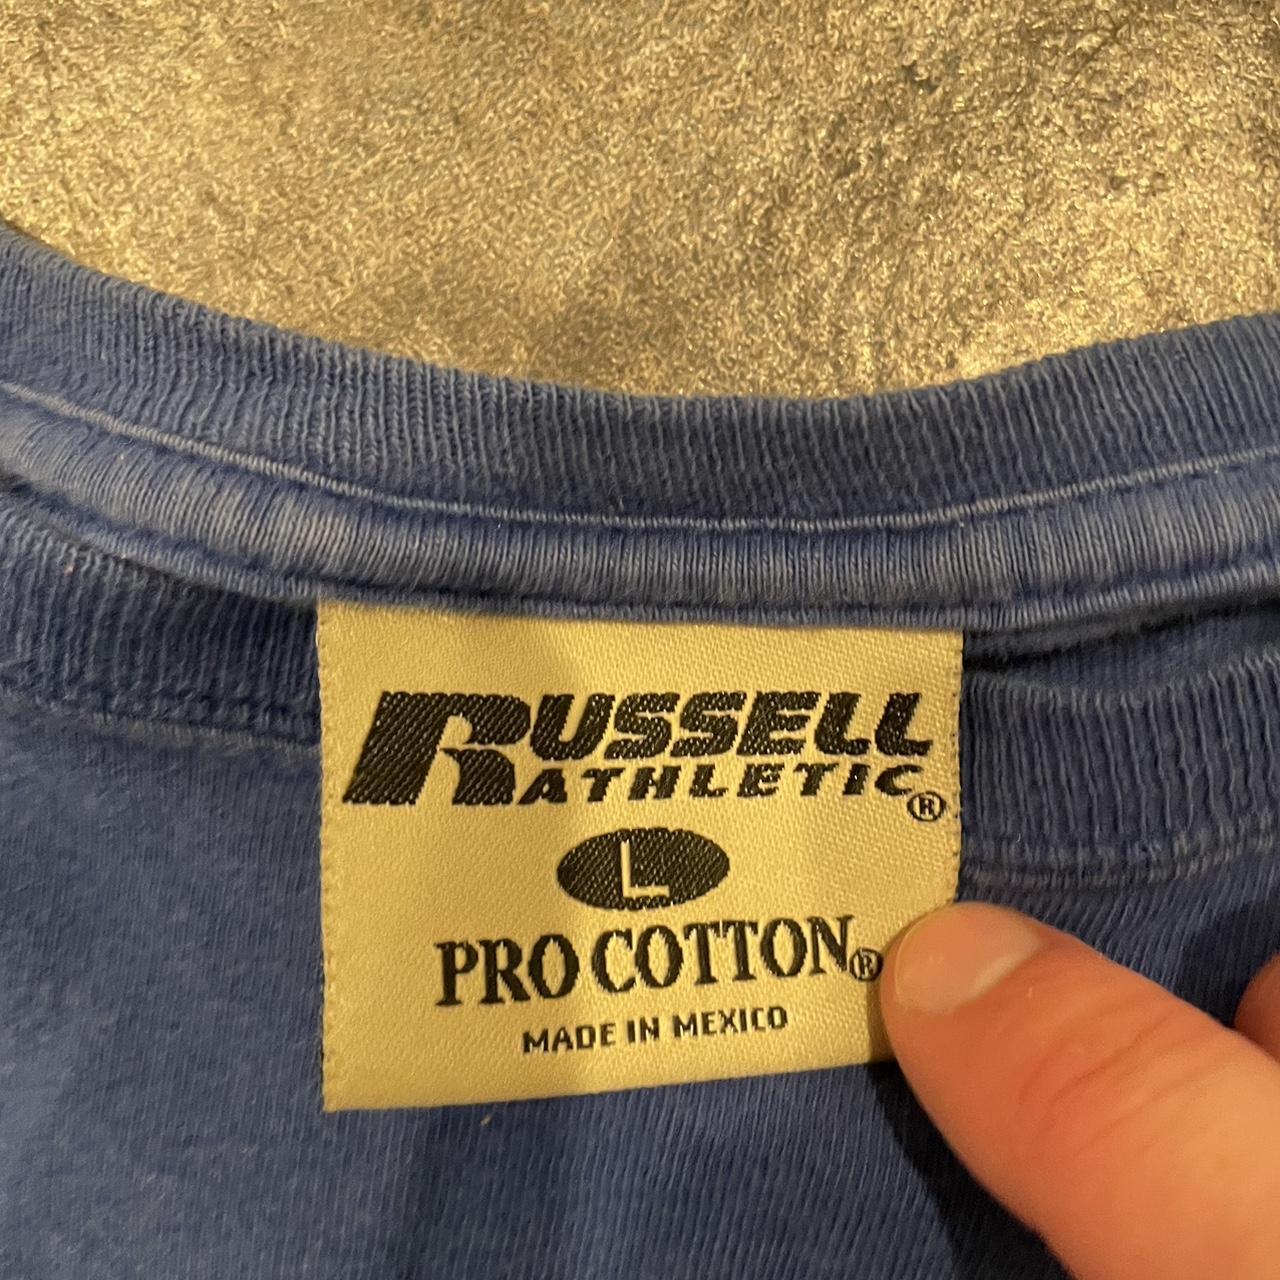 RUSSELL
ATHLETIC®
L
PRO COTTON®
MADE IN MEXICO